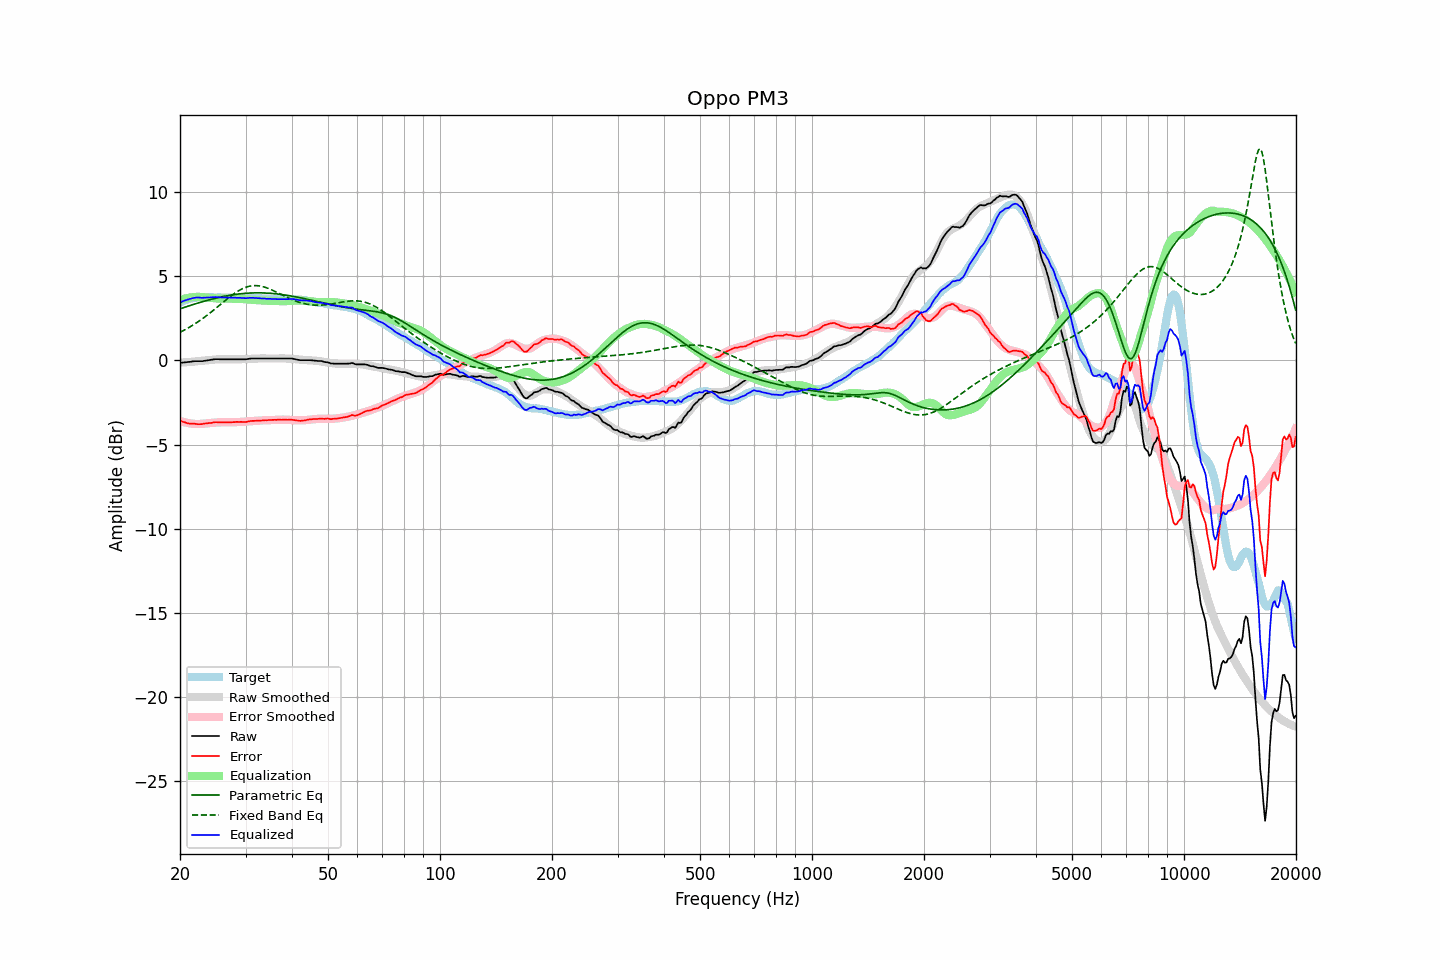 Oppo PM3
Amplitude (dBr)
10
5
0
−5
−10
−15
−20
−25
Target
Raw Smoothed
Error Smoothed
Raw
Error
Equalization
Parametric Eq
Fixed Band Eq
Equalized
20 50 100 200 500 1000 2000 5000 10000 20000
Frequency (Hz)